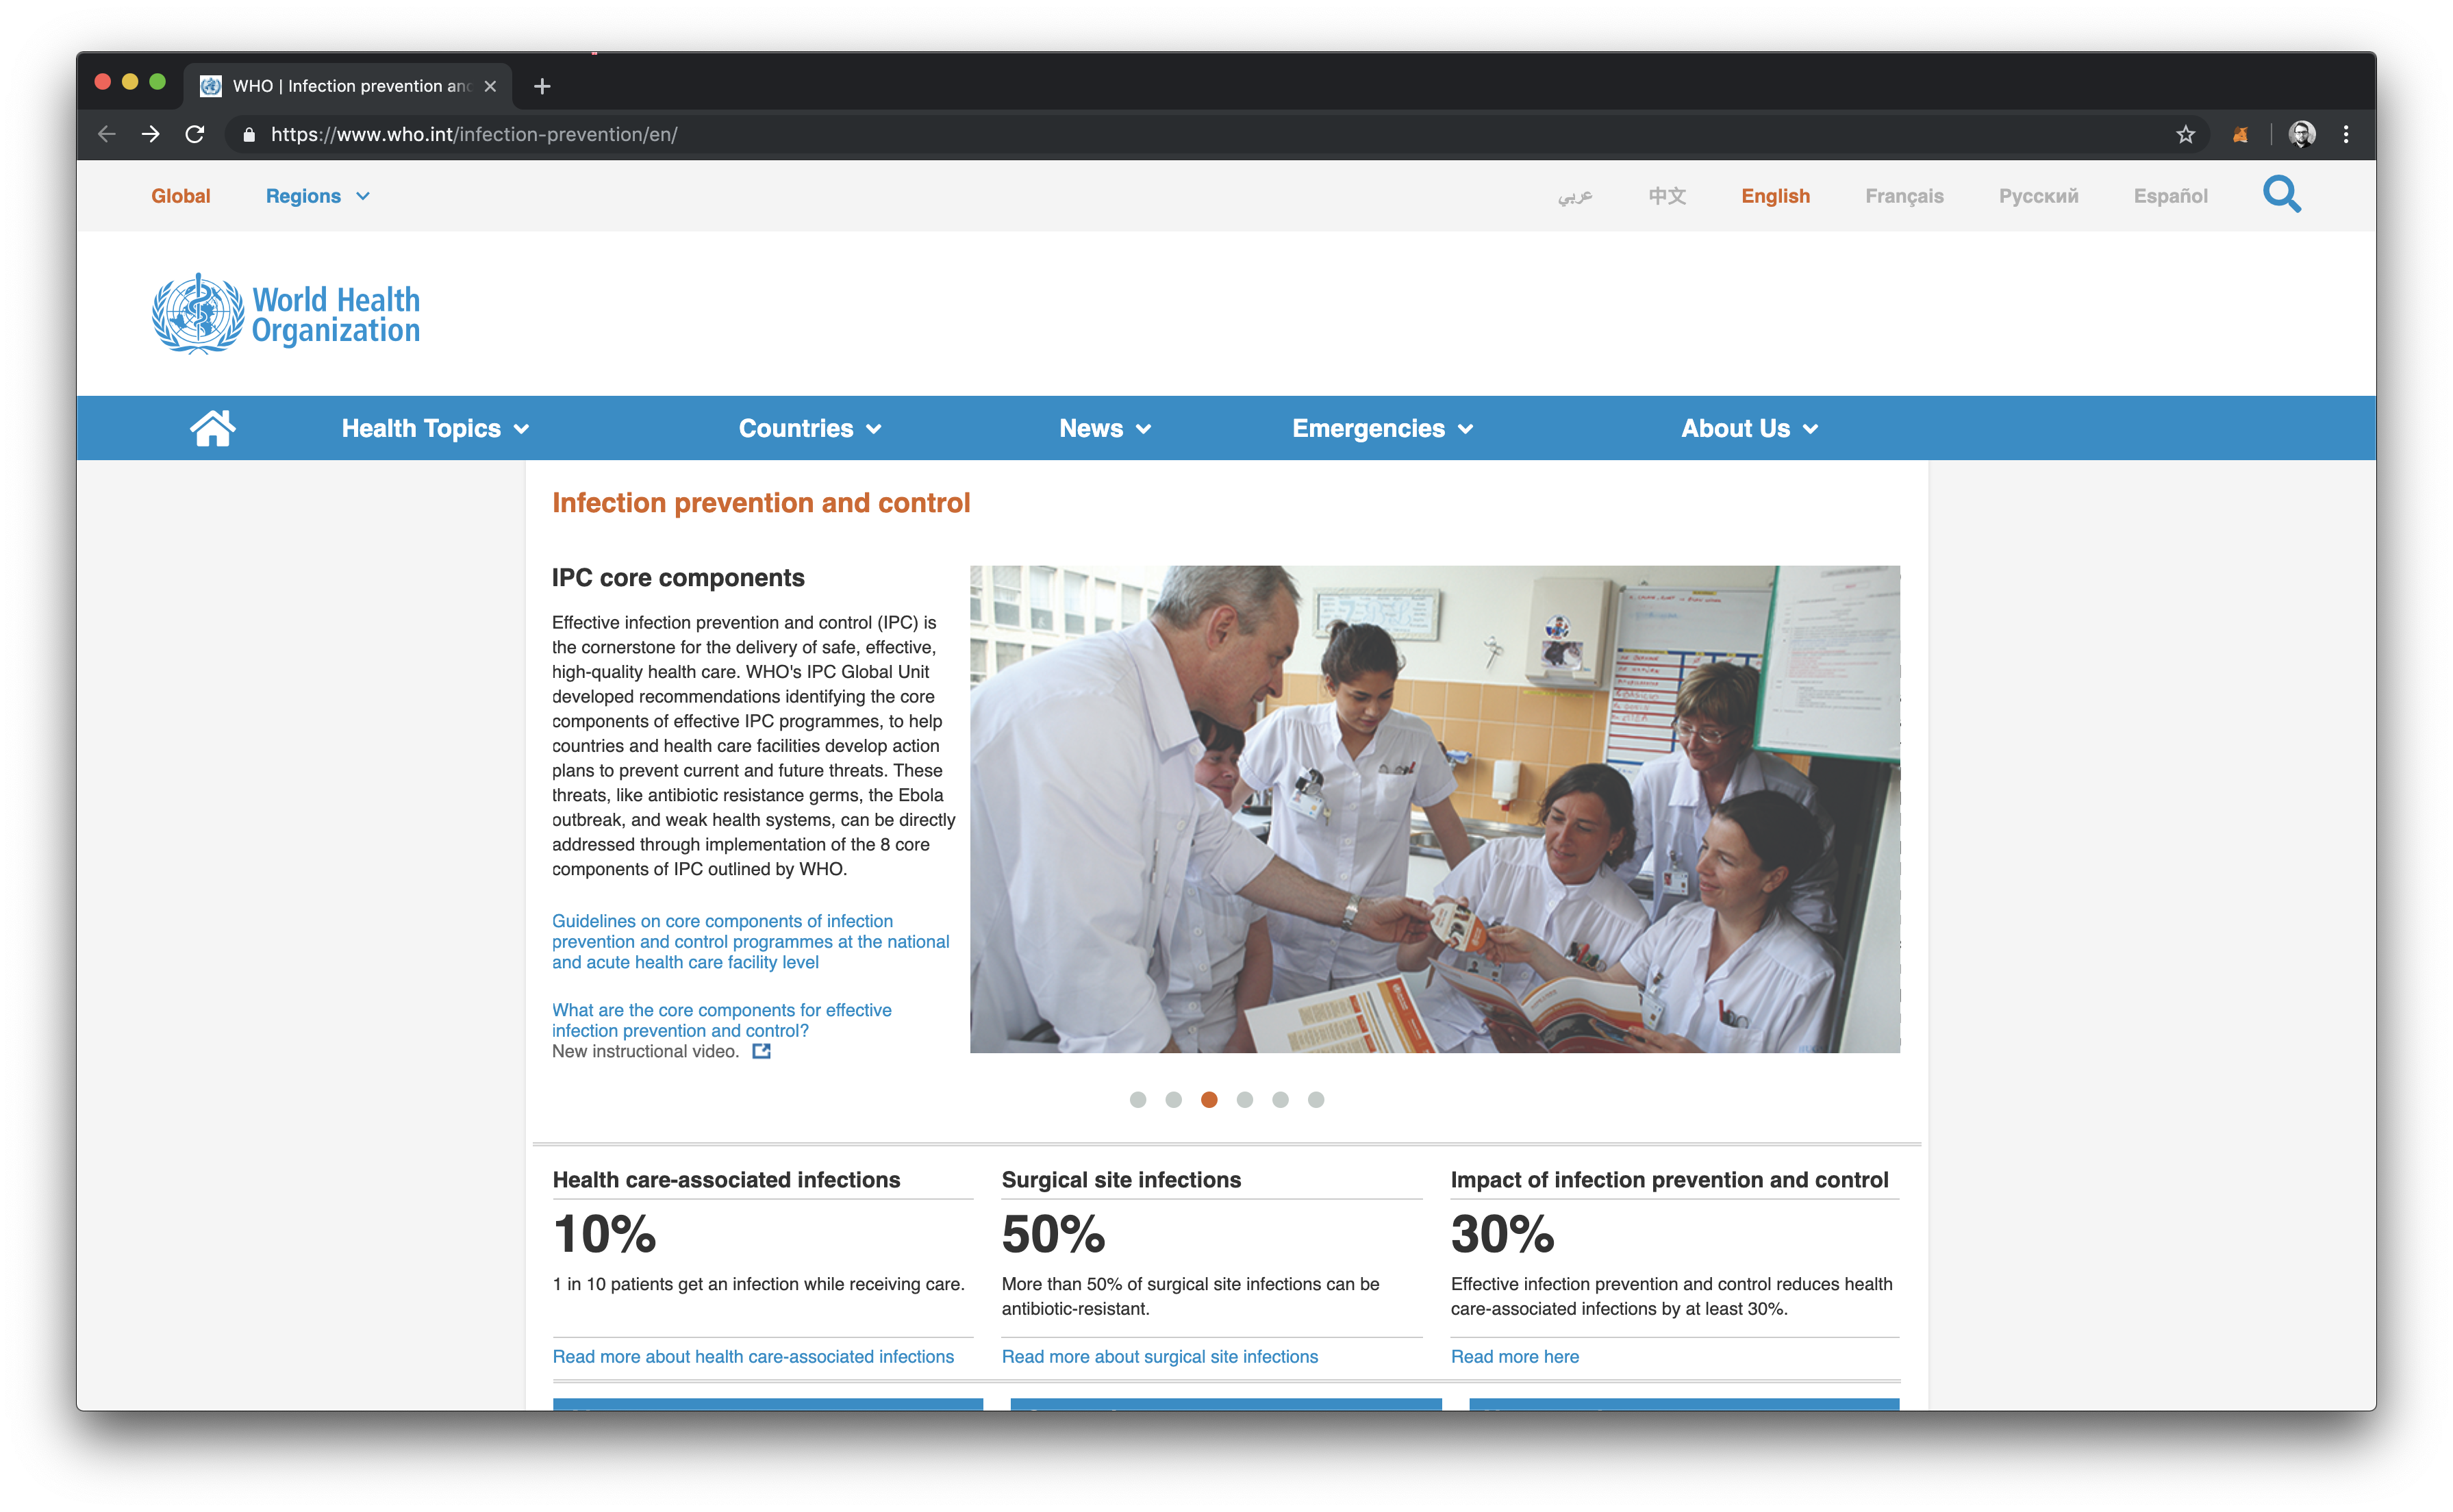 WHO | Infection prevention and
https://www.who.int/infection-prevention/en/
Global Regions عربي 中文 English Français Русский Español
World Health
Organization
Health Topics Countries News Emergencies About Us
Infection prevention and control
IPC core components
Effective infection prevention and control (IPC) is
the cornerstone for the delivery of safe, effective,
high-quality health care. WHO's IPC Global Unit
developed recommendations identifying the core
components of effective IPC programmes, to help
countries and health care facilities develop action
plans to prevent current and future threats. These
threats, like antibiotic resistance germs, the Ebola
outbreak, and weak health systems, can be directly
addressed through implementation of the 8 core
components of IPC outlined by WHO.
Guidelines on core components of infection
prevention and control programmes at the national
and acute health care facility level
What are the core components for effective
infection prevention and control?
New instructional video.
Health care-associated infections
10%
1 in 10 patients get an infection while receiving care.
Read more about health care-associated infections
Surgical site infections
50%
More than 50% of surgical site infections can be
antibiotic-resistant.
Read more about surgical site infections
Impact of infection prevention and control
30%
Effective infection prevention and control reduces health
care-associated infections by at least 30%.
Read more here